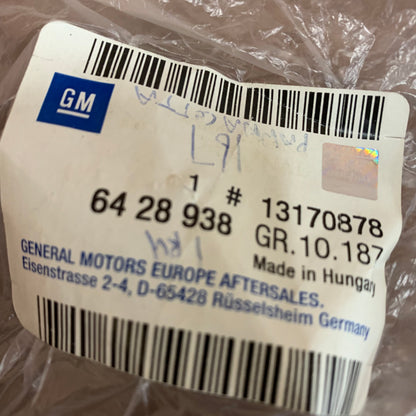 GM
167
1 # 13170878
64 28 938 GR.10.187
Made in Hungary
GENERAL MOTORS EUROPE AFTERSALES.
Eisenstrasse 2-4, D-65428 Rüsselsheim Germany